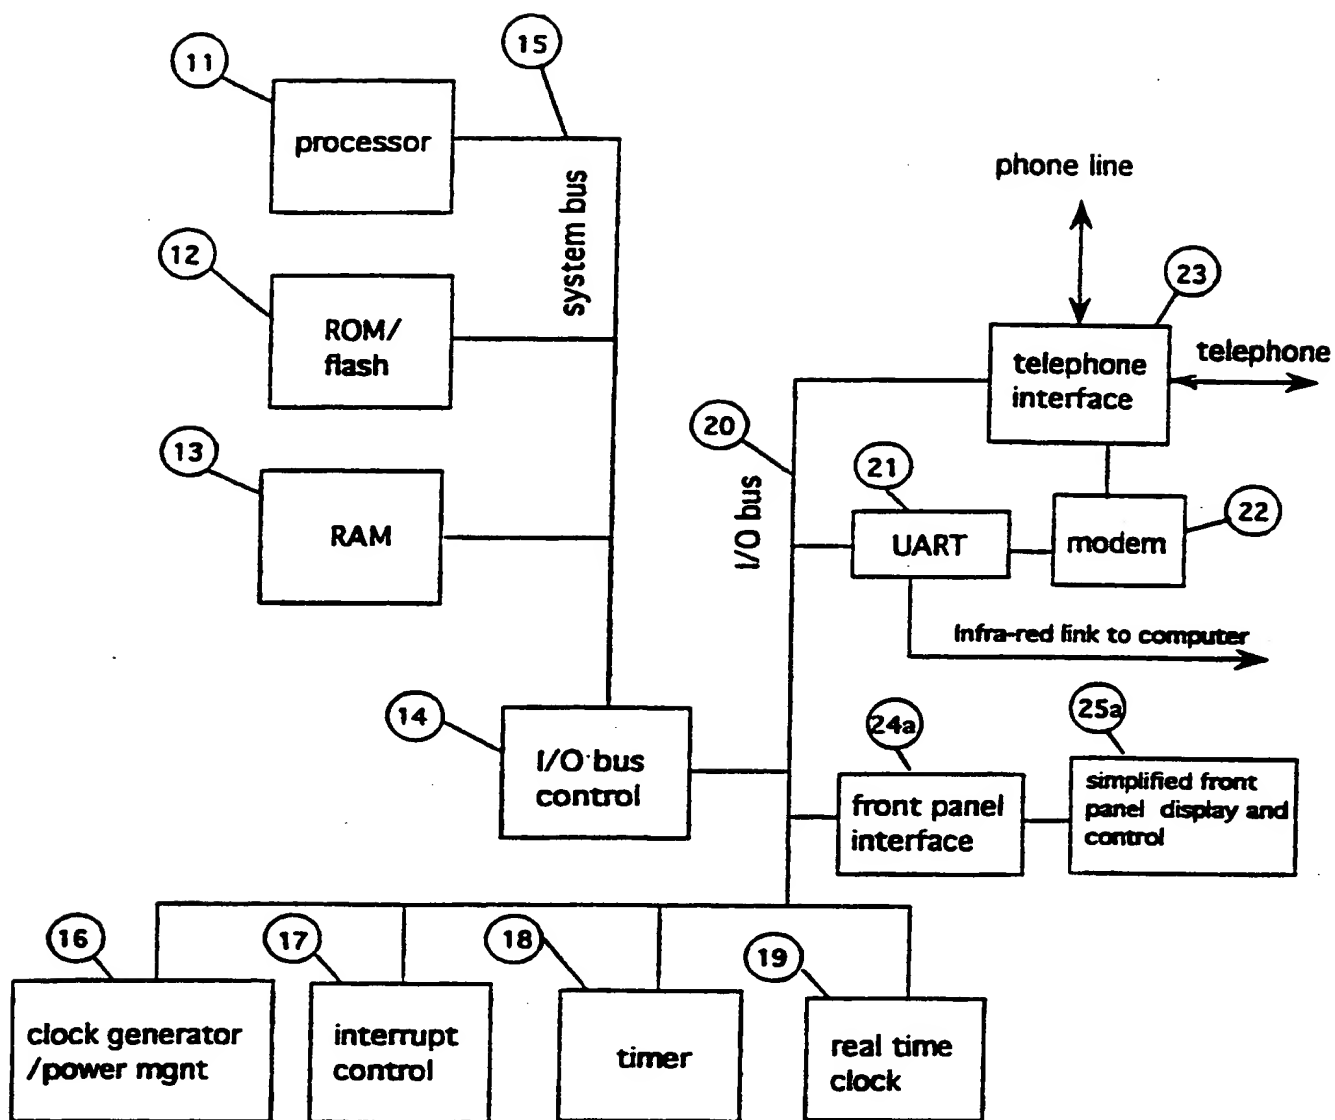 15
11
processor
system bus
phone line
12
ROM/
flash
23
telephone
interface
telephone
13
RAM
20
I/O bus
21
UART
22
modem
Infra-red link to computer
14
I/O bus
control
24a
front panel
interface
25a
simplified front
panel display and
control
16
clock generator
/power mgnt
17
interrupt
control
18
timer
19
real time
clock